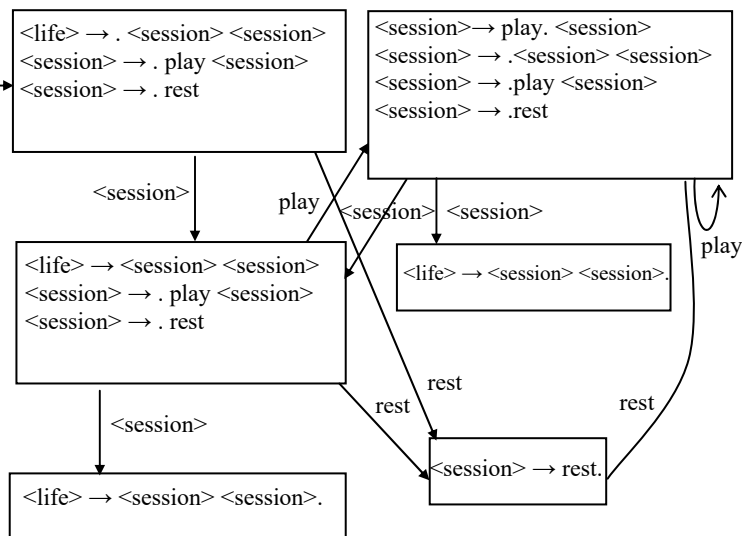 <life> → . <session> <session>
<session> → . play <session>
<session> → . rest
<session>→ play. <session>
<session> → .<session> <session>
<session> → .play <session>
<session> → .rest
<session>
play
<session>
<session>
play
<life> → <session> <session>
<session> → . play <session>
<session> → . rest
<life> → <session> <session>.
rest
rest
rest
<session>
<session> → rest.
<life> → <session> <session>.